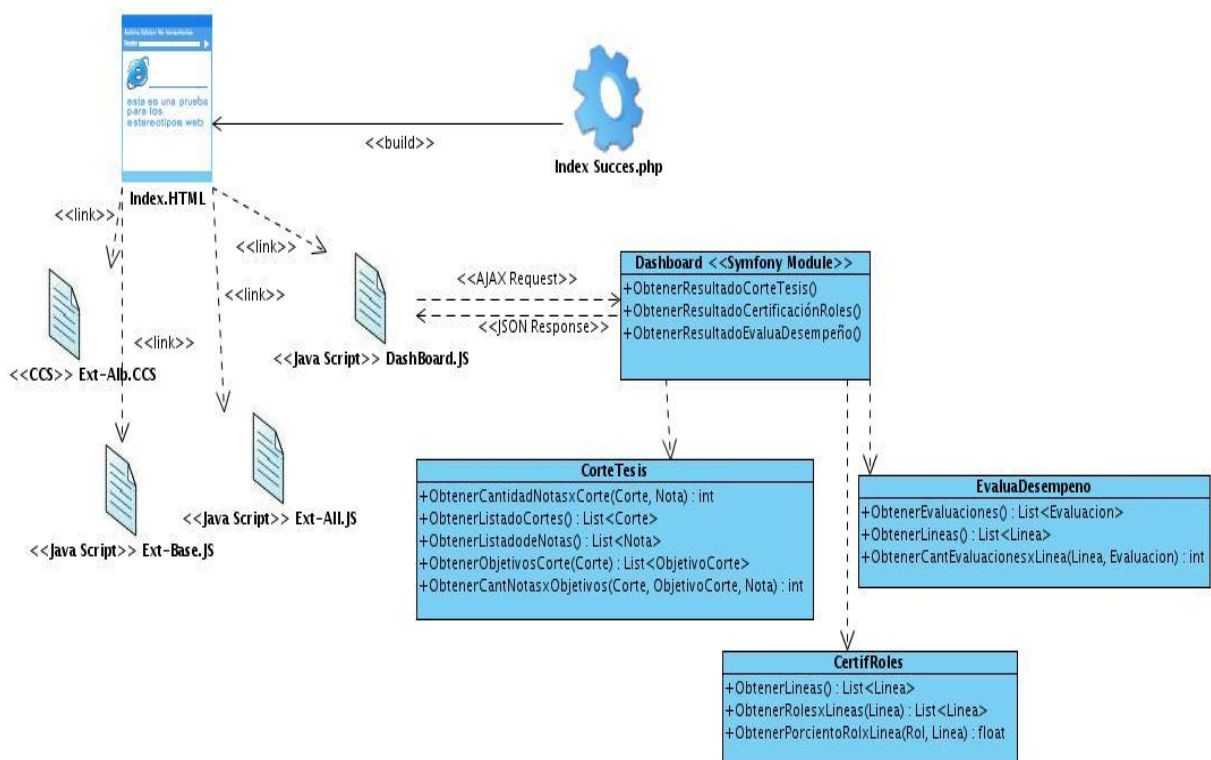 esta es una prueba
para los
estereotipos web
Index.HTML
<<build>>
Index Succes.php
<<link>>
<<link>>
<<link>>
<<link>>
<<CCS>> Ext-Alb.CCS
<<Java Script>> DashBoard.JS
<<Java Script>> Ext-All.JS
<<Java Script>> Ext-Base.JS
<<AJAX Request>>
<<JSON Response>>
Dashboard <<Symfony Module>>
+ObtenerResultadoCorteTesis()
+ObtenerResultadoCertificaciónRoles()
+ObtenerResultadoEvaluaDesempeño()
CorteTesis
+ObtenerCantidadNotasxCorte(Corte, Nota) : int
+ObtenerListadoCortes() : List<Corte>
+ObtenerListadodeNotas() : List<Nota>
+ObtenerObjetivosCorte(Corte) : List<ObjetivoCorte>
+ObtenerCantNotasxObjetivos(Corte, ObjetivoCorte, Nota) : int
EvaluaDesempeno
+ObtenerEvaluaciones() : List<Evaluacion>
+ObtenerLineas() : List<Linea>
+ObtenerCantEvaluacionesxLinea(Linea, Evaluacion) : int
CertifRoles
+ObtenerLineas() : List<Linea>
+ObtenerRolesxLineas(Linea) : List<Linea>
+ObtenerPorcientoRolxLinea(Rol, Linea) : float